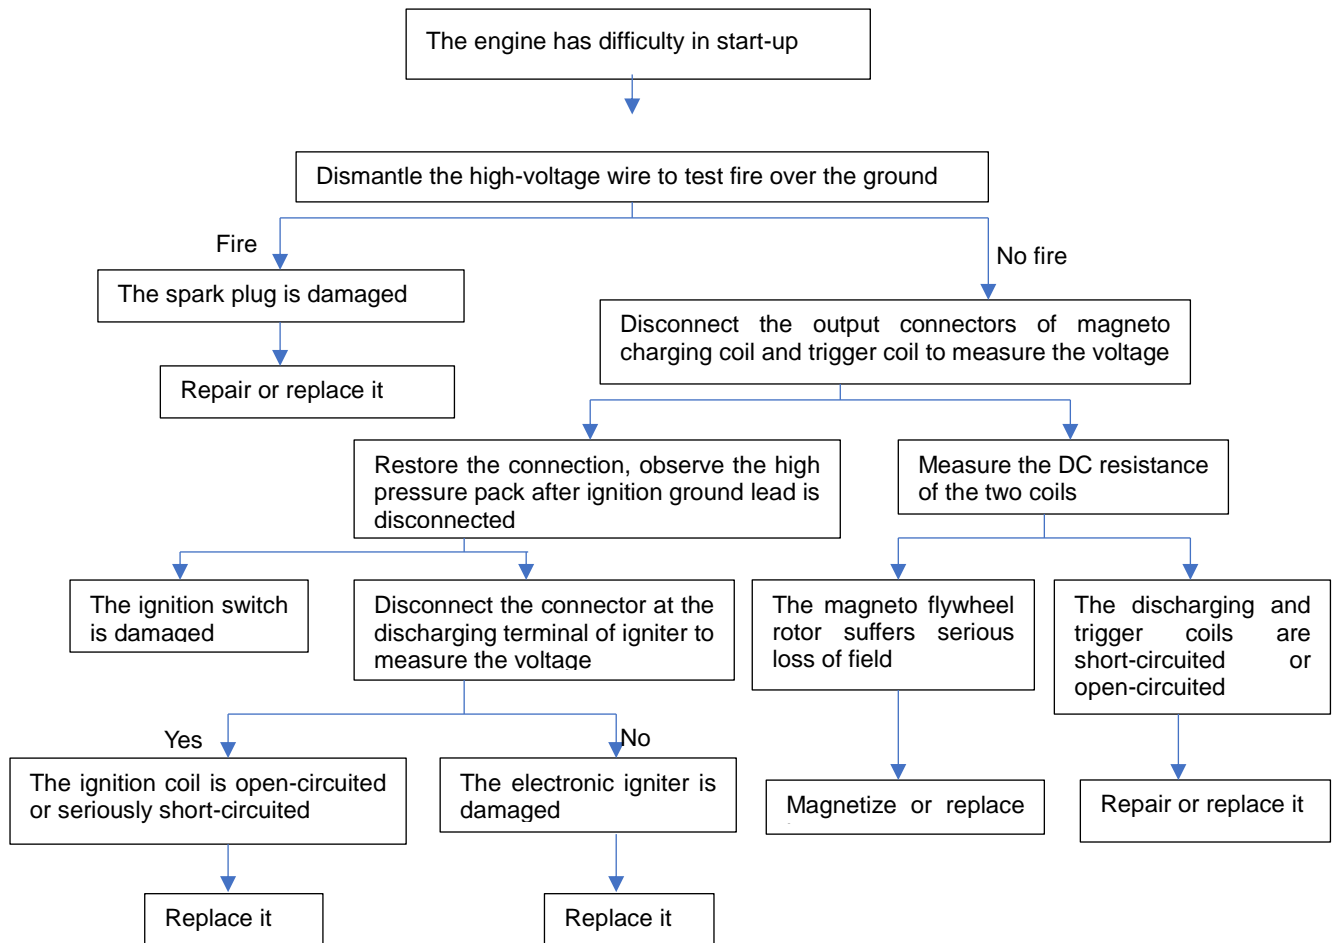 The engine has difficulty in start-up
Dismantle the high-voltage wire to test fire over the ground
Fire
No fire
The spark plug is damaged
Disconnect the output connectors of magneto
charging coil and trigger coil to measure the voltage
Repair or replace it
Restore the connection, observe the high
pressure pack after ignition ground lead is
disconnected
Measure the DC resistance
of the two coils
The ignition switch
is damaged
Disconnect the connector at the
discharging terminal of igniter to
measure the voltage
The magneto flywheel
rotor suffers serious
loss of field
The discharging and
trigger coils are
short-circuited or
open-circuited
Yes
No
The ignition coil is open-circuited
or seriously short-circuited
The electronic igniter is
damaged
Magnetize or replace
Repair or replace it
Replace it
Replace it